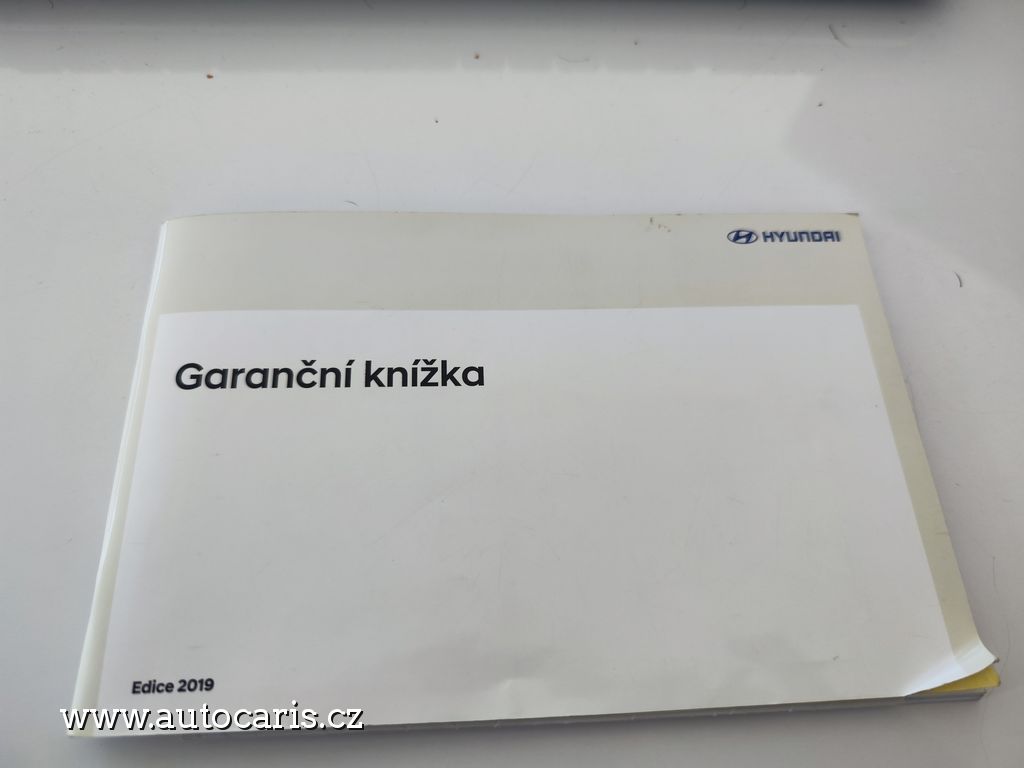 HYUNDAI
Garanční knížka
Edice 2019
www.autocaris.cz